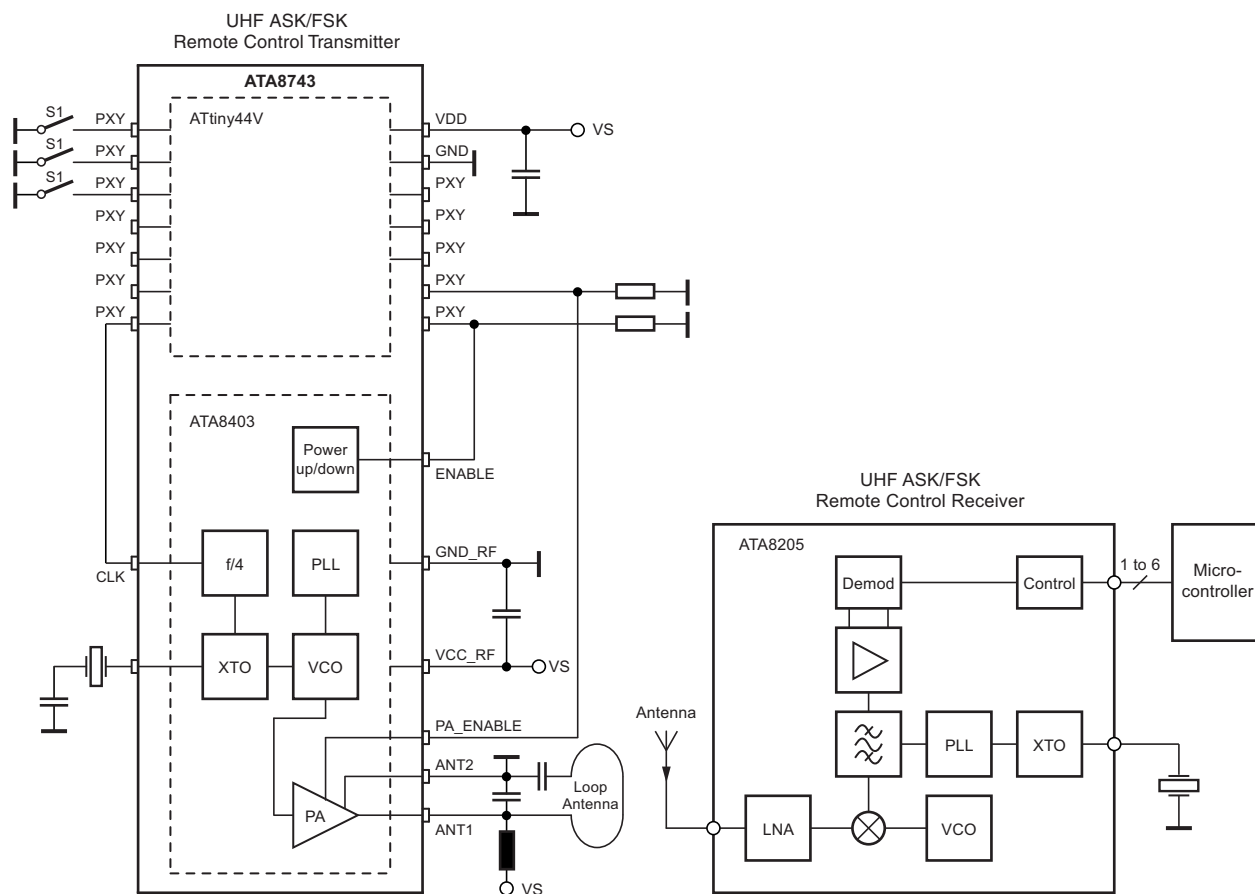 UHF ASK/FSK
Remote Control Transmitter
ATA8743
ATtiny44V
S1
PXY
VDD
VS
S1
PXY
GND
S1
PXY
PXY
PXY
PXY
PXY
PXY
PXY
PXY
PXY
PXY
ATA8403
Power
up/down
ENABLE
f/4
PLL
GND_RF
CLK
XTO
VCO
VCC_RF
VS
PA_ENABLE
ANT2
Loop
Antenna
PA
ANT1
VS
UHF ASK/FSK
Remote Control Receiver
ATA8205
Demod
Control
1 to 6
Micro-
controller
Antenna
PLL
XTO
LNA
VCO